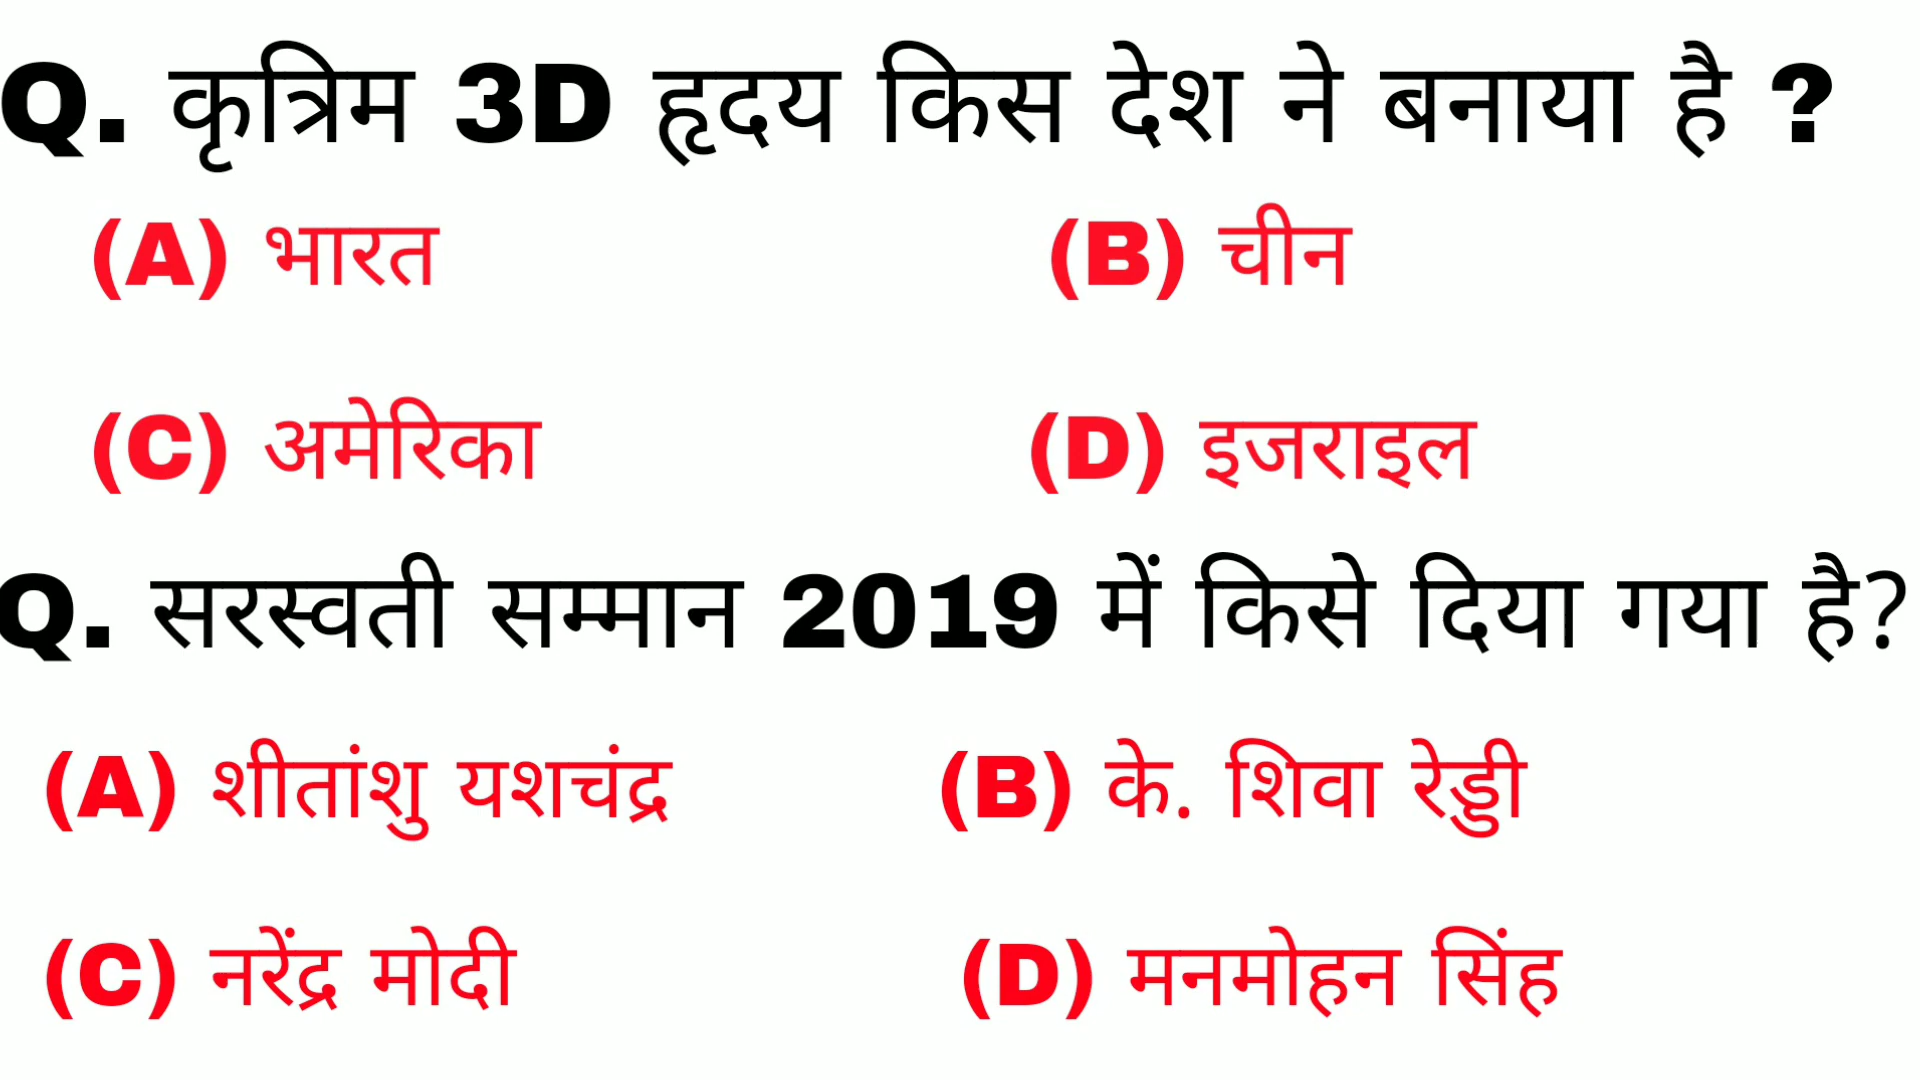 Q. कृत्रिम 3D हृदय किस देश ने बनाया है ?
(A) भारत (B) चीन
(C) अमेरिका (D) इजराइल
Q. सरस्वती सम्मान 2019 में किसे दिया गया है?
(A) शीतांशु यशचंद्र (B) के. शिवा रेड्डी
(C) नरेंद्र मोदी (D) मनमोहन सिंह